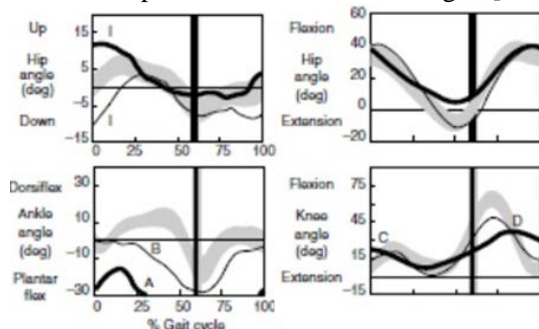 Up
Hip
angle
(deg)
Down
15
5
-5
-15
I
I
0 25 50 75 100
Flexion
Hip
angle
(deg)
Extension
60
40
20
0
-20
Dorsiflex
Ankle
angle
(deg)
Plantar
flex
30
10
-10
-30
B
A
0 25 50 75 100
% Gait cycle
Flexion
Knee
angle
(deg)
Extension
75
45
15
-15
C
D